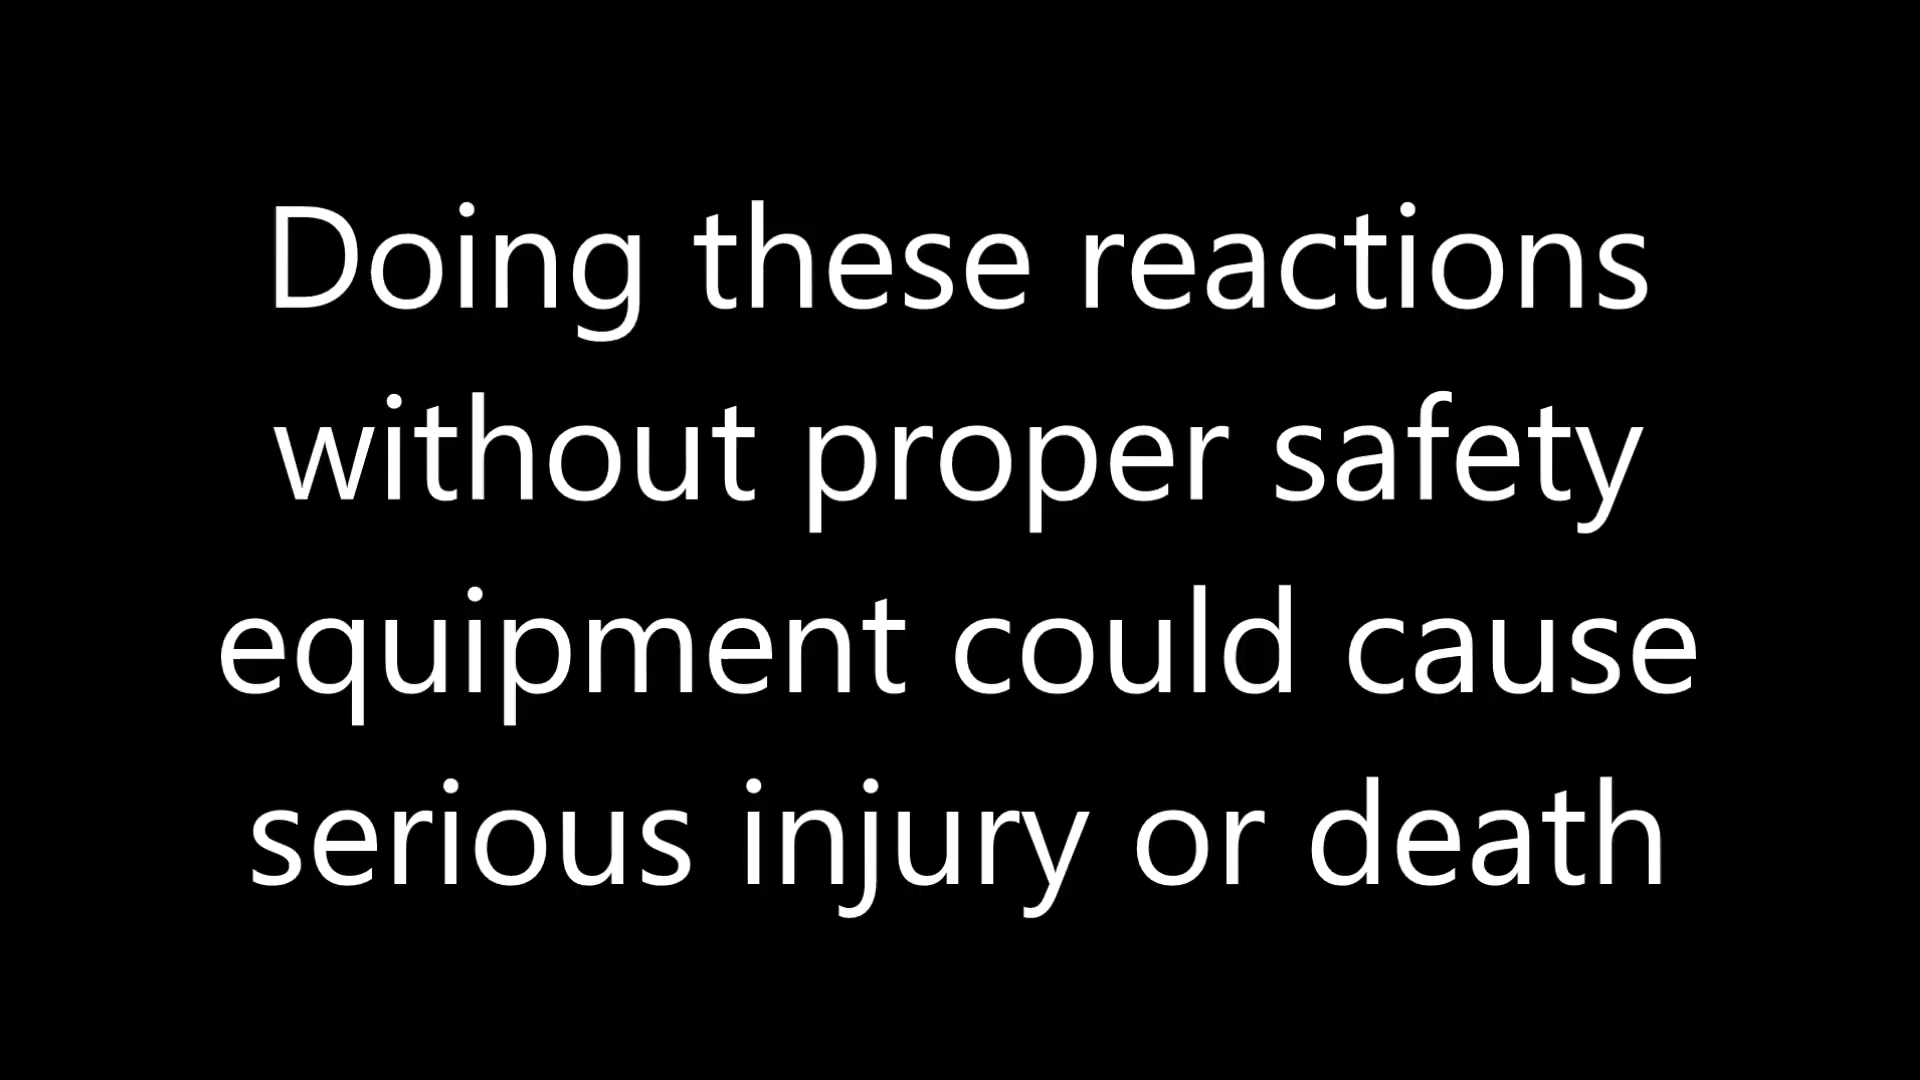 Doing these reactions
without proper safety
equipment could cause
serious injury or death